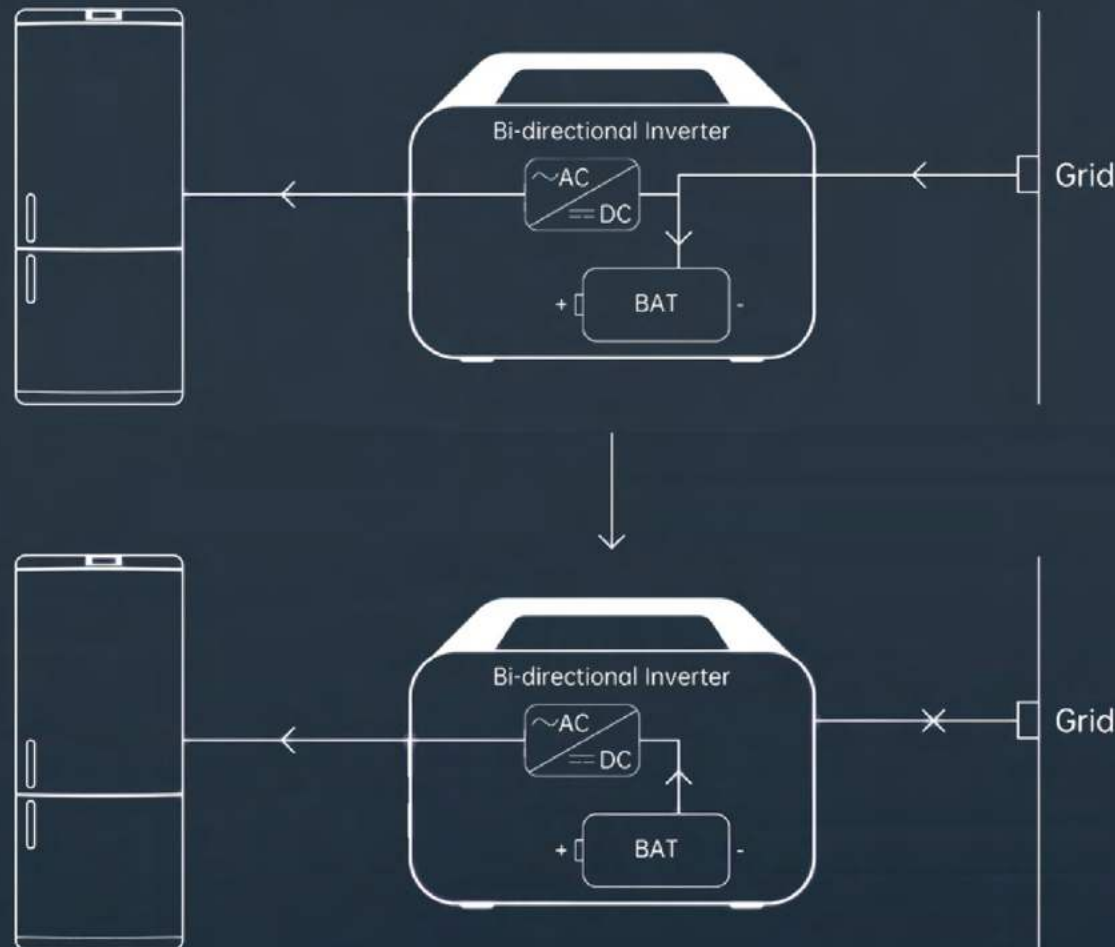 Bi-directional Inverter
~AC
⎓ DC
+ BAT -
Grid
Bi-directional Inverter
~AC
⎓ DC
+ BAT -
Grid